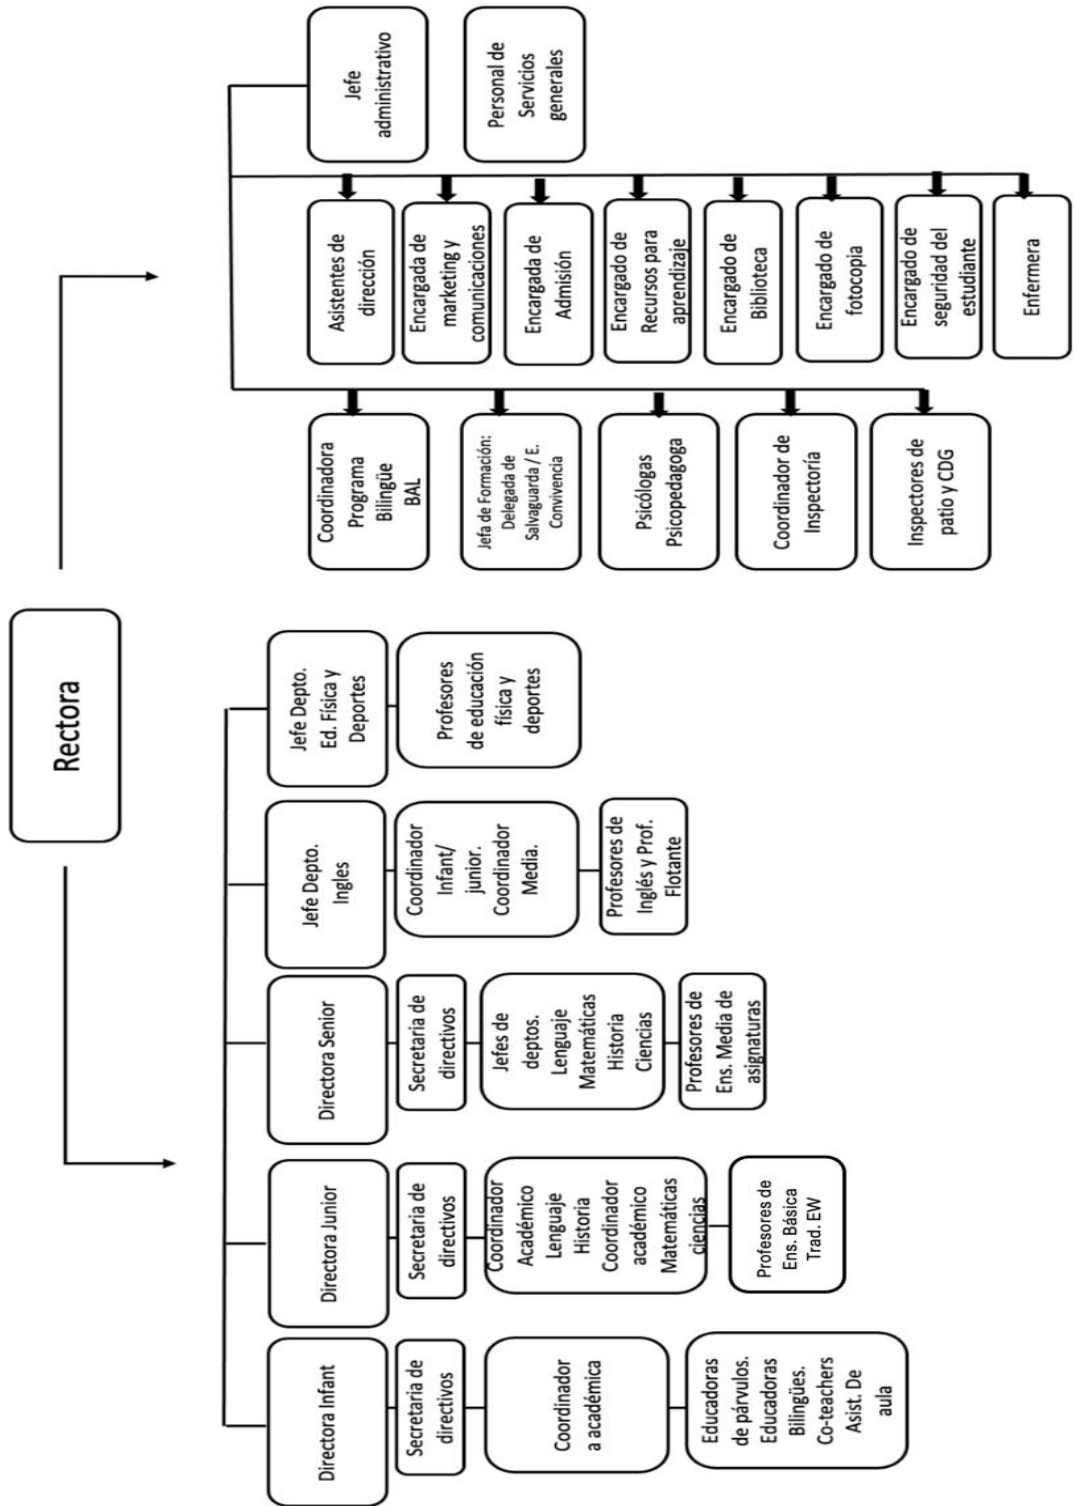 Rectora
Directora Infant
Secretaria de
directivos
Coordinador
a académica
Educadoras
de párvulos.
Educadoras
Bilingües.
Co-teachers
Asist. De
aula
Directora Junior
Secretaria de
directivos
Coordinador
Académico
Lenguaje
Historia
Coordinador
académico
Matemáticas
ciencias
Profesores de
Ens. Básica
Trad. EW
Directora Senior
Secretaria de
directivos
Jefes de
deptos.
Lenguaje
Matemáticas
Historia
Ciencias
Profesores de
Ens. Media de
asignaturas
Jefe Depto.
Ingles
Coordinador
Infant/
junior.
Coordinador
Media.
Profesores de
Inglés y Prof.
Flotante
Jefe Depto.
Ed. Física y
Deportes
Profesores
de educación
física y
deportes
Coordinadora
Programa
Bilingüe
BAL
Jefa de Formación:
Delegada de
Salvaguarda / E.
Convivencia
Psicólogas
Psicopedagoga
Coordinador de
Inspectoría
Inspectores de
patio y CDG
Asistentes de
dirección
Encargada de
marketing y
comunicaciones
Encargada de
Admisión
Encargado de
Recursos para
aprendizaje
Encargado de
Biblioteca
Encargado de
fotocopia
Encargado de
seguridad del
estudiante
Enfermera
Jefe
administrativo
Personal de
Servicios
generales